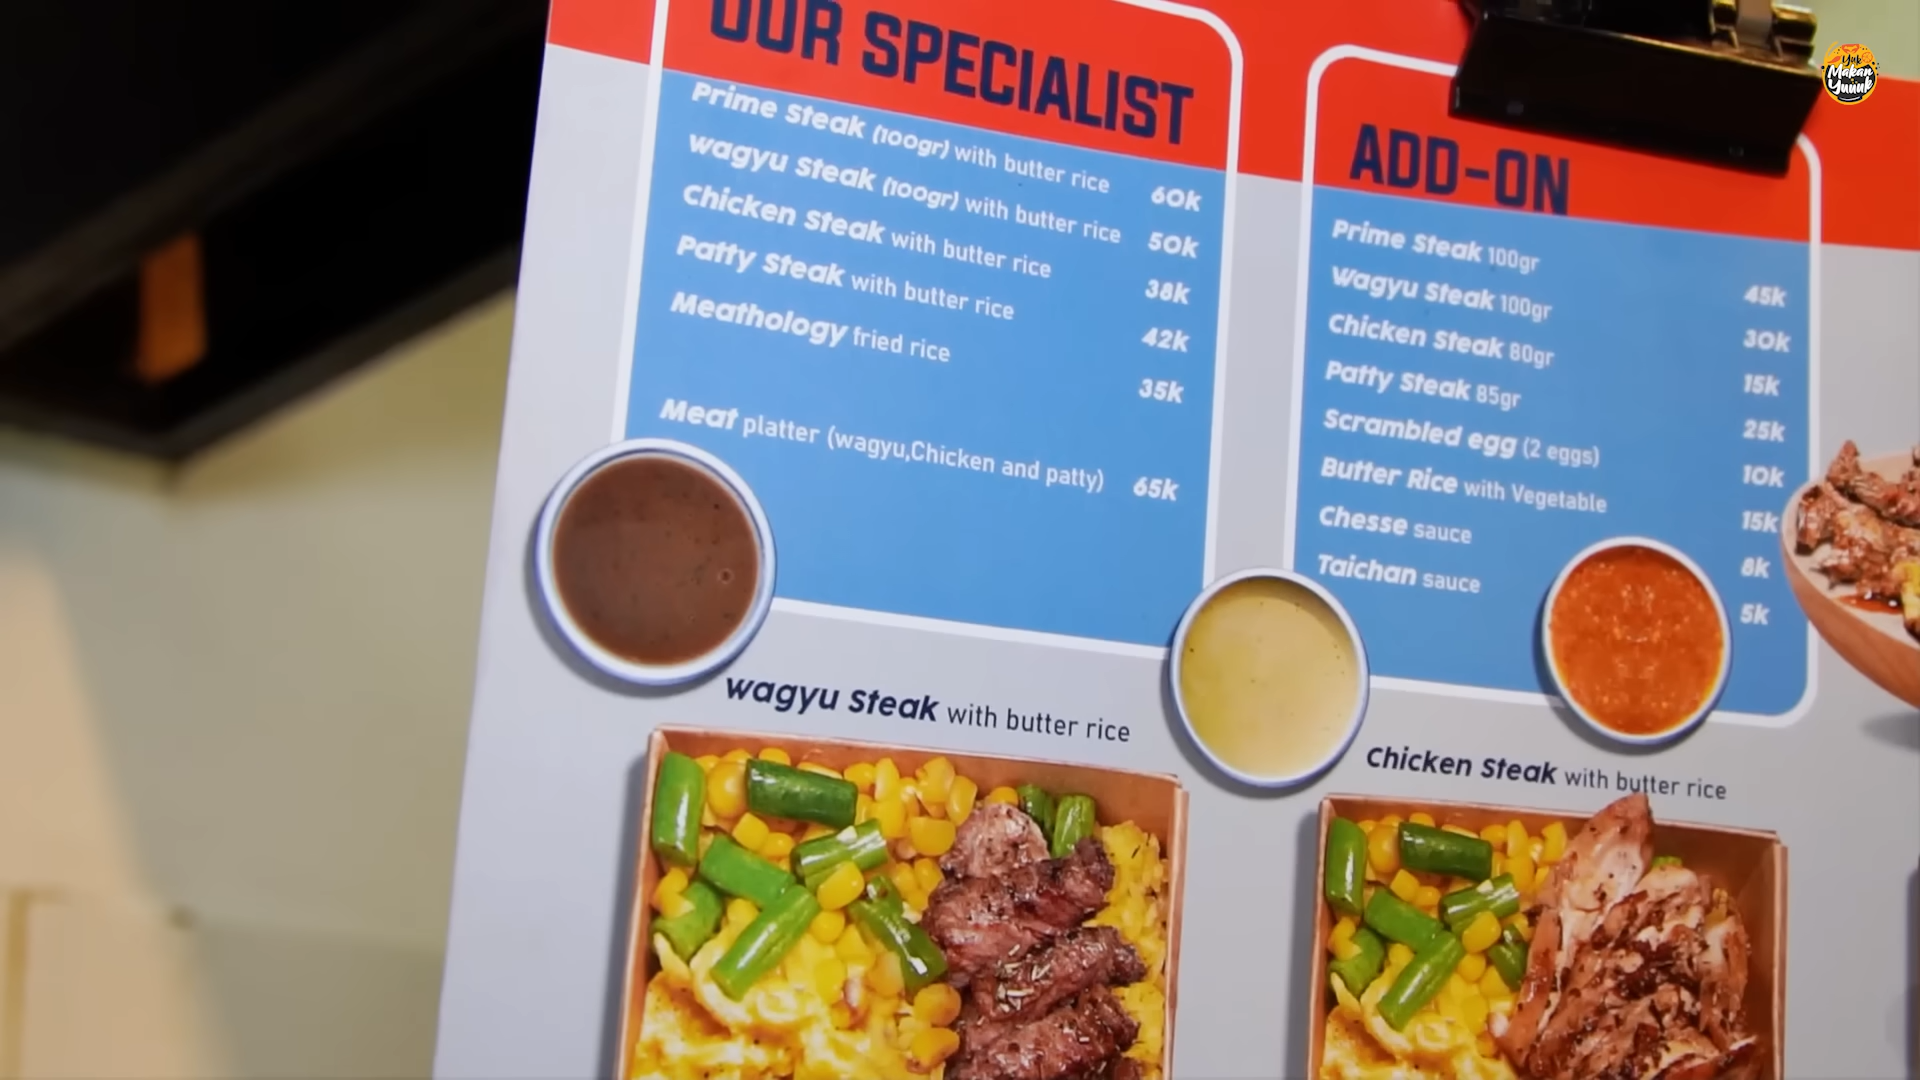 OUR SPECIALIST
Prime Steak (100gr) with butter rice 60k
wagyu Steak (100gr) with butter rice 50k
Chicken Steak with butter rice 38k
Patty Steak with butter rice 42k
Meathology fried rice 35k
Meat platter (wagyu,Chicken and patty) 65k
ADD-ON
Prime Steak 100gr 45k
Wagyu Steak 100gr 30k
Chicken Steak 80gr 15k
Patty Steak 85gr 25k
Scrambled egg (2 eggs) 10k
Butter Rice with Vegetable 15k
Chesse sauce 8k
Taichan sauce 5k
wagyu Steak with butter rice
Chicken Steak with butter rice
Yuk
Makan
Yuuuk